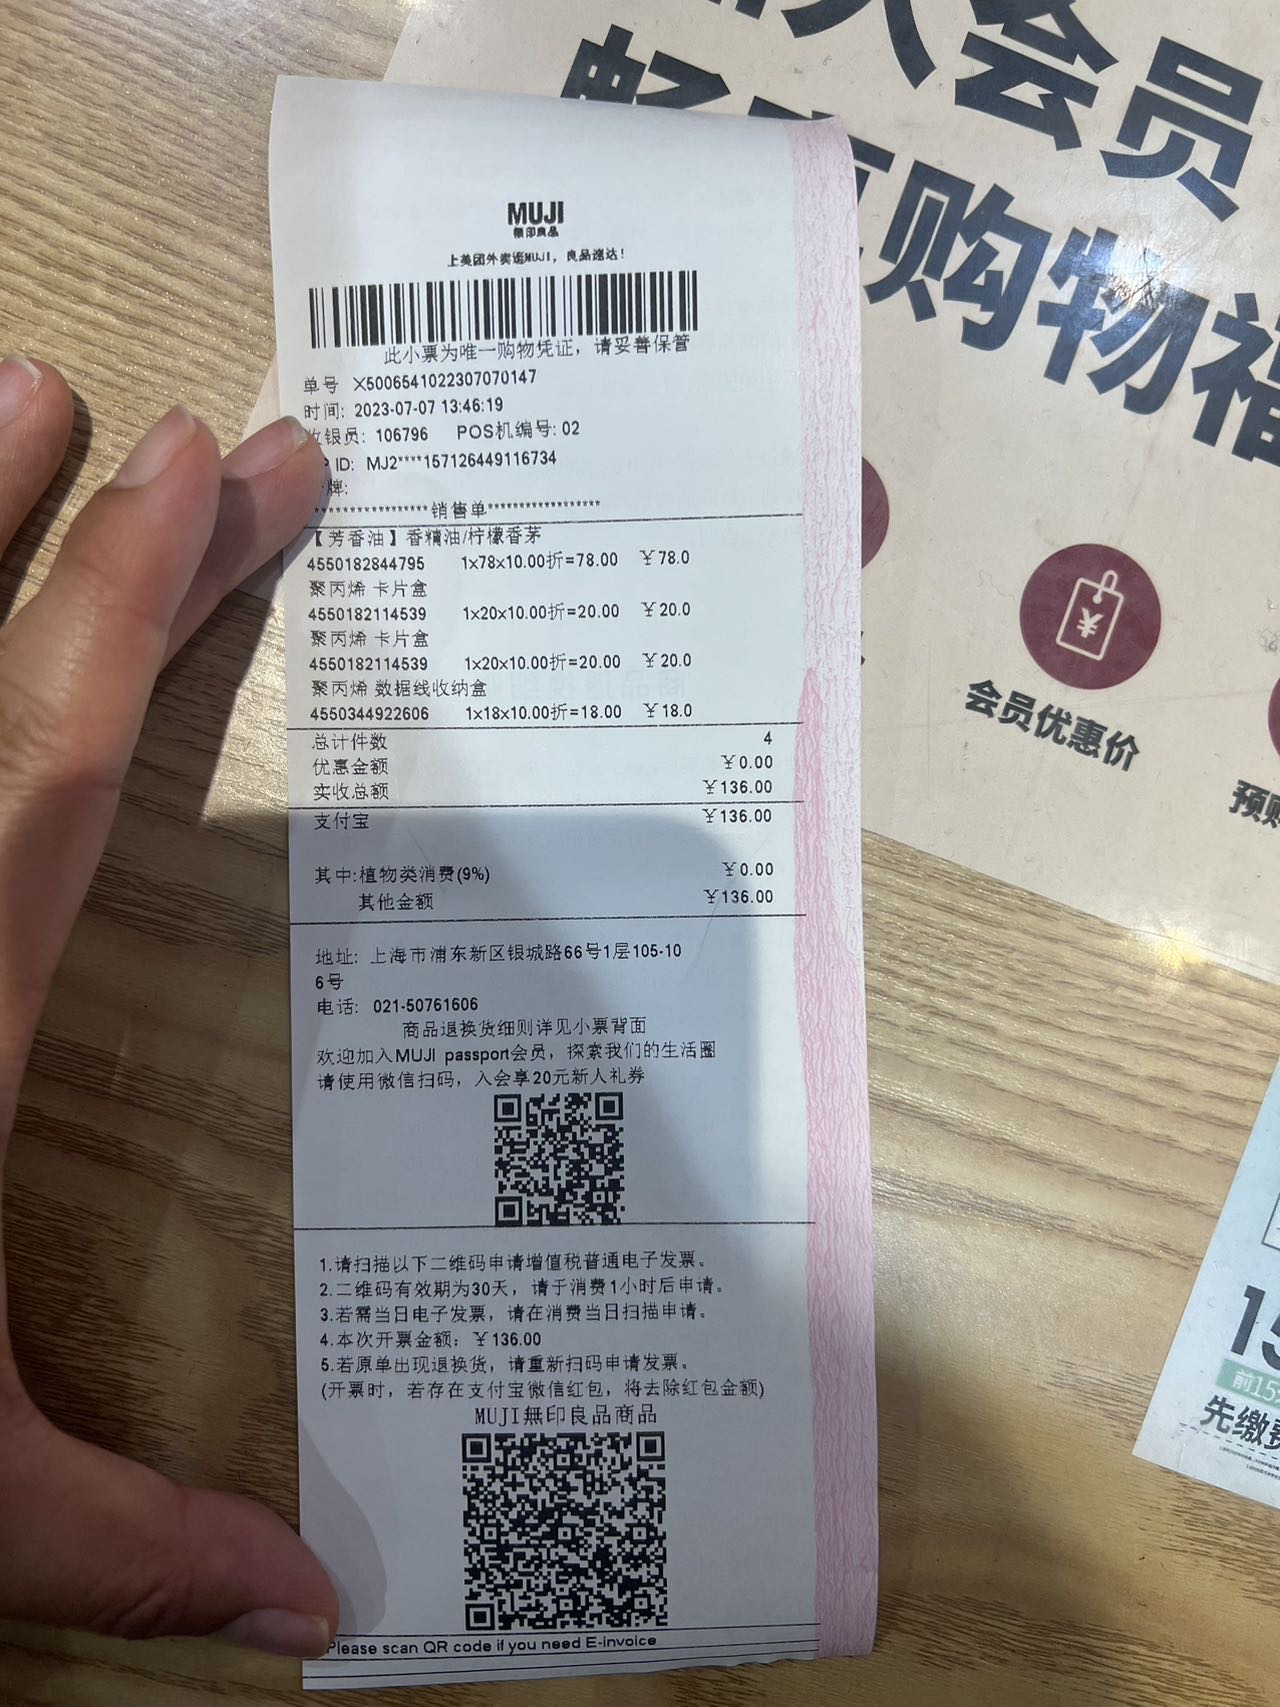 MUJI
無印良品
上美团外卖逛MUJI，良品速达！
此小票为唯一购物凭证，请妥善保管
单号 X5006541022307070147
时间: 2023-07-07 13:46:19
银员: 106796 POS机编号: 02
ID: MJ2****157126449116734
牌:
******************销售单******************
【芳香油】香精油/柠檬香茅
4550182844795 1x78x10.00折=78.00 ￥78.0
聚丙烯 卡片盒
4550182114539 1x20x10.00折=20.00 ￥20.0
聚丙烯 卡片盒
4550182114539 1x20x10.00折=20.00 ￥20.0
聚丙烯 数据线收纳盒
4550344922606 1x18x10.00折=18.00 ￥18.0
总计件数 4
优惠金额 ￥0.00
实收总额 ￥136.00
支付宝 ￥136.00
其中:植物类消费(9%) ￥0.00
其他金额 ￥136.00
地址: 上海市浦东新区银城路66号1层105-10
6号
电话: 021-50761606
商品退换货细则详见小票背面
欢迎加入MUJI passport会员，探索我们的生活圈
请使用微信扫码，入会享20元新人礼券
1.请扫描以下二维码申请增值税普通电子发票。
2.二维码有效期为30天，请于消费1小时后申请。
3.若需当日电子发票，请在消费当日扫描申请。
4.本次开票金额: ￥136.00
5.若原单出现退换货，请重新扫码申请发票。
(开票时，若存在支付宝微信红包，将去除红包金额)
MUJI無印良品商品
Please scan QR code if you need E-invoice
入会员
购物福
会员优惠价
预购
15
前15
先缴费